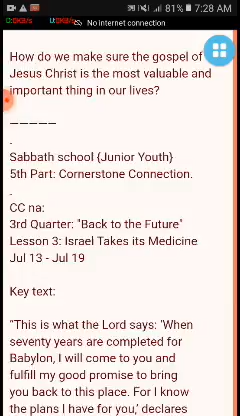 0:0KB/s U:0KB/s 81% 7:28 AM
No internet connection
How do we make sure the gospel of
Jesus Christ is the most valuable and
important thing in our lives?
_____
.
Sabbath school {Junior Youth}
5th Part: Cornerstone Connection.
.
CC na:
3rd Quarter: "Back to the Future"
Lesson 3: Israel Takes its Medicine
Jul 13 - Jul 19
Key text:
“This is what the Lord says: ‘When
seventy years are completed for
Babylon, I will come to you and
fulfill my good promise to bring
you back to this place. For I know
the plans I have for you,’ declares